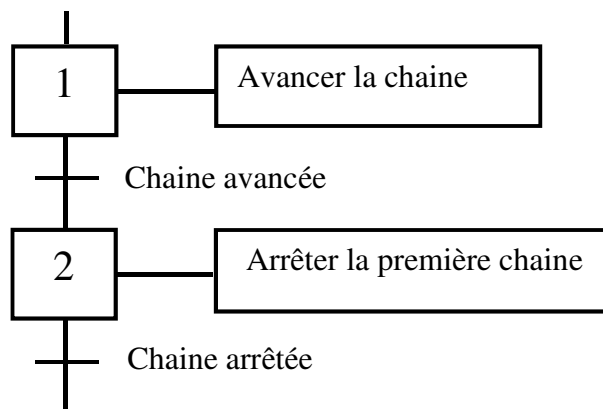 1
Avancer la chaine
Chaine avancée
2
Arrêter la première chaine
Chaine arrêtée